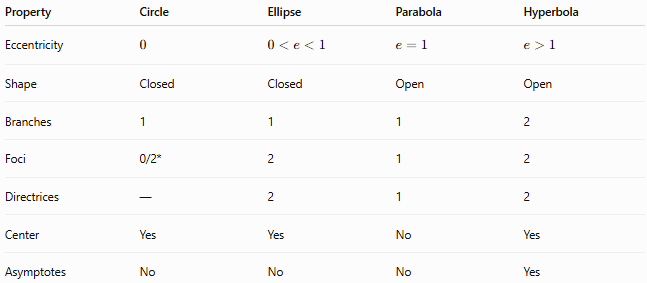 Property Circle Ellipse Parabola Hyperbola
Eccentricity 0 0 < e < 1 e = 1 e > 1
Shape Closed Closed Open Open
Branches 1 1 1 2
Foci 0/2* 2 1 2
Directrices — 2 1 2
Center Yes Yes No Yes
Asymptotes No No No Yes